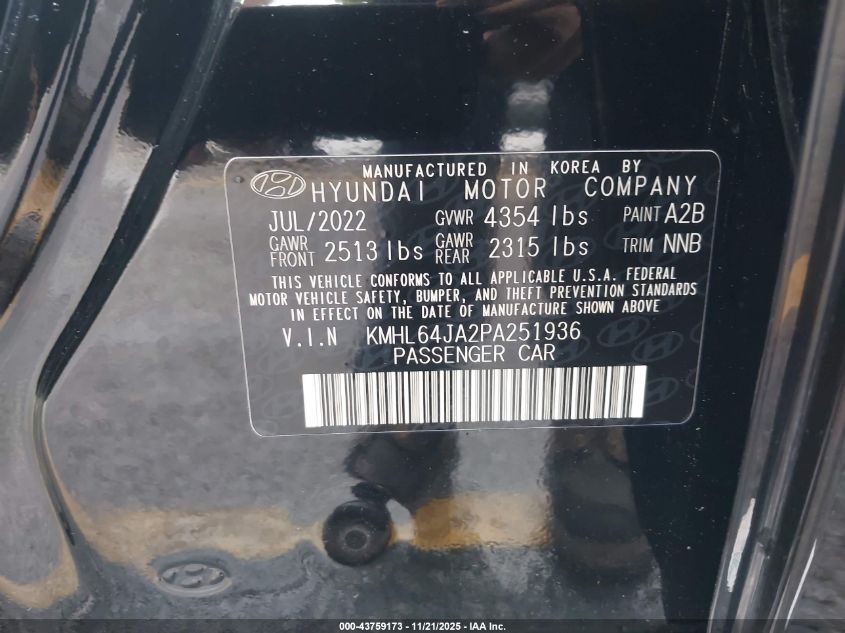 MANUFACTURED IN KOREA BY
HYUNDAI MOTOR COMPANY
JUL/2022 GVWR 4354 lbs PAINT A2B
GAWR FRONT 2513 lbs GAWR REAR 2315 lbs TRIM NNB
THIS VEHICLE CONFORMS TO ALL APPLICABLE U.S.A. FEDERAL
MOTOR VEHICLE SAFETY, BUMPER, AND THEFT PREVENTION STANDARDS
IN EFFECT ON THE DATE OF MANUFACTURE SHOWN ABOVE
V.I.N KMHL64JA2PA251936
PASSENGER CAR
000-43759173 - 11/21/2025 - IAA Inc.